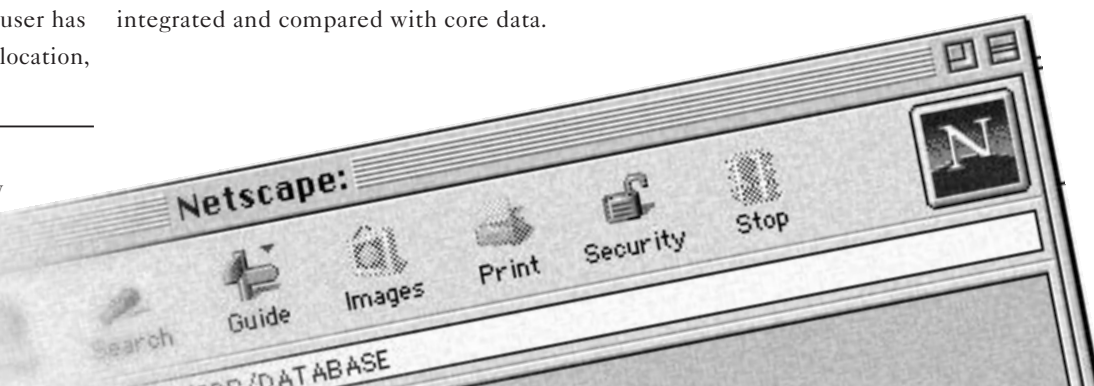 user has
location,
integrated and compared with core data.
Netscape:
N
Search
Guide
Images
Print
Security
Stop
/DATABASE